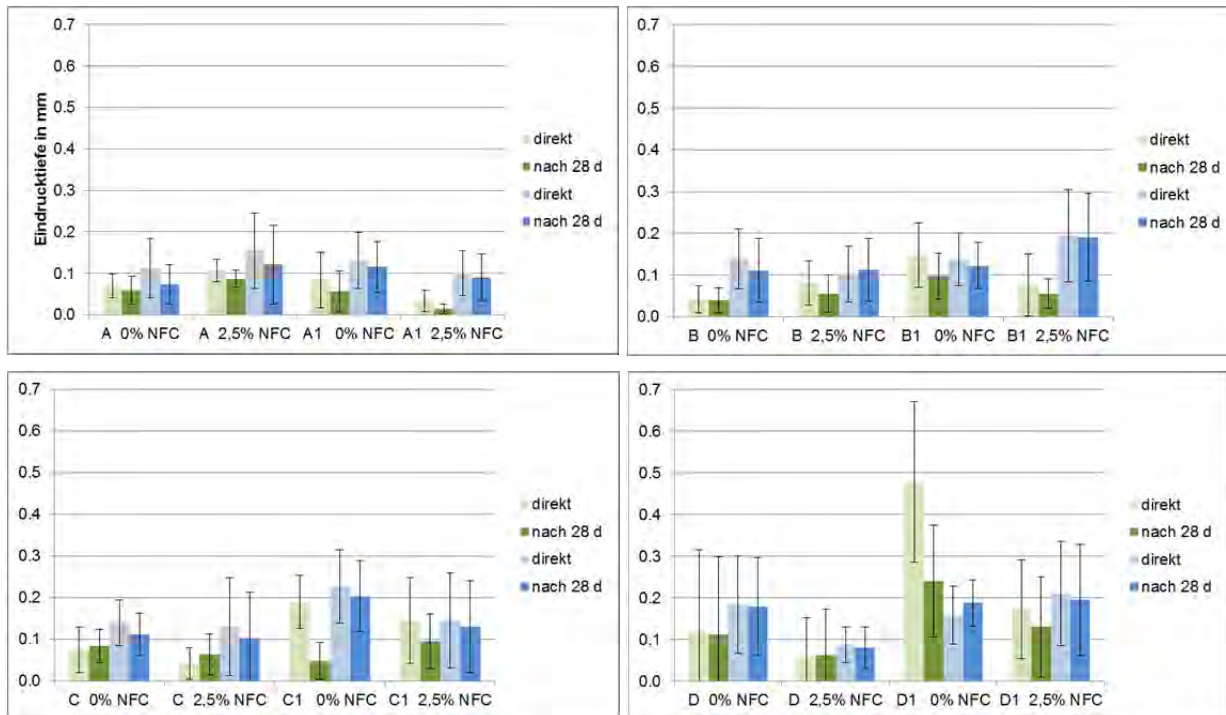 0.7
0.6
0.5
0.4
0.3
0.2
0.1
0.0
Eindrucktiefe in mm
A 0% NFC A 2,5% NFC A1 0% NFC A1 2,5% NFC
direkt
nach 28 d
direkt
nach 28 d
0.7
0.6
0.5
0.4
0.3
0.2
0.1
0.0
B 0% NFC B 2,5% NFC B1 0% NFC B1 2,5% NFC
direkt
nach 28 d
direkt
nach 28 d
0.7
0.6
0.5
0.4
0.3
0.2
0.1
0.0
C 0% NFC C 2,5% NFC C1 0% NFC C1 2,5% NFC
direkt
nach 28 d
direkt
nach 28 d
0.7
0.6
0.5
0.4
0.3
0.2
0.1
0.0
D 0% NFC D 2,5% NFC D1 0% NFC D1 2,5% NFC
direkt
nach 28 d
direkt
nach 28 d